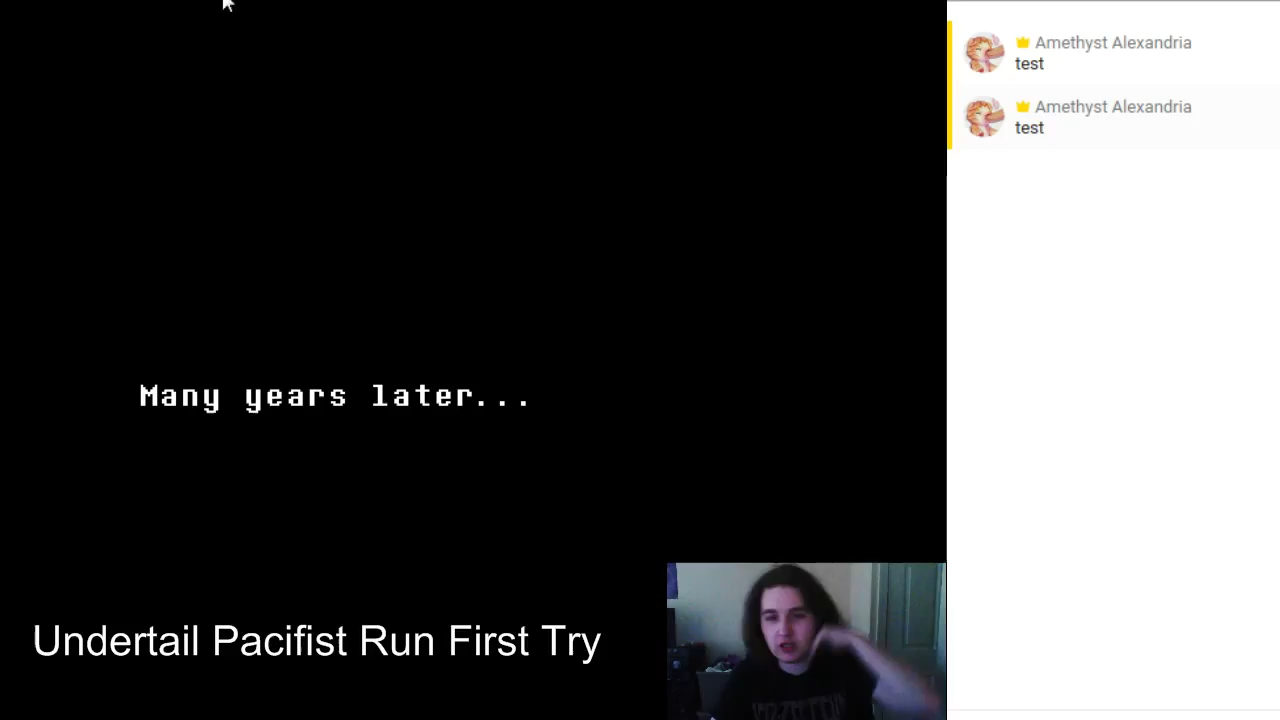 Amethyst Alexandria
test
Amethyst Alexandria
test
Many years later...
Undertail Pacifist Run First Try